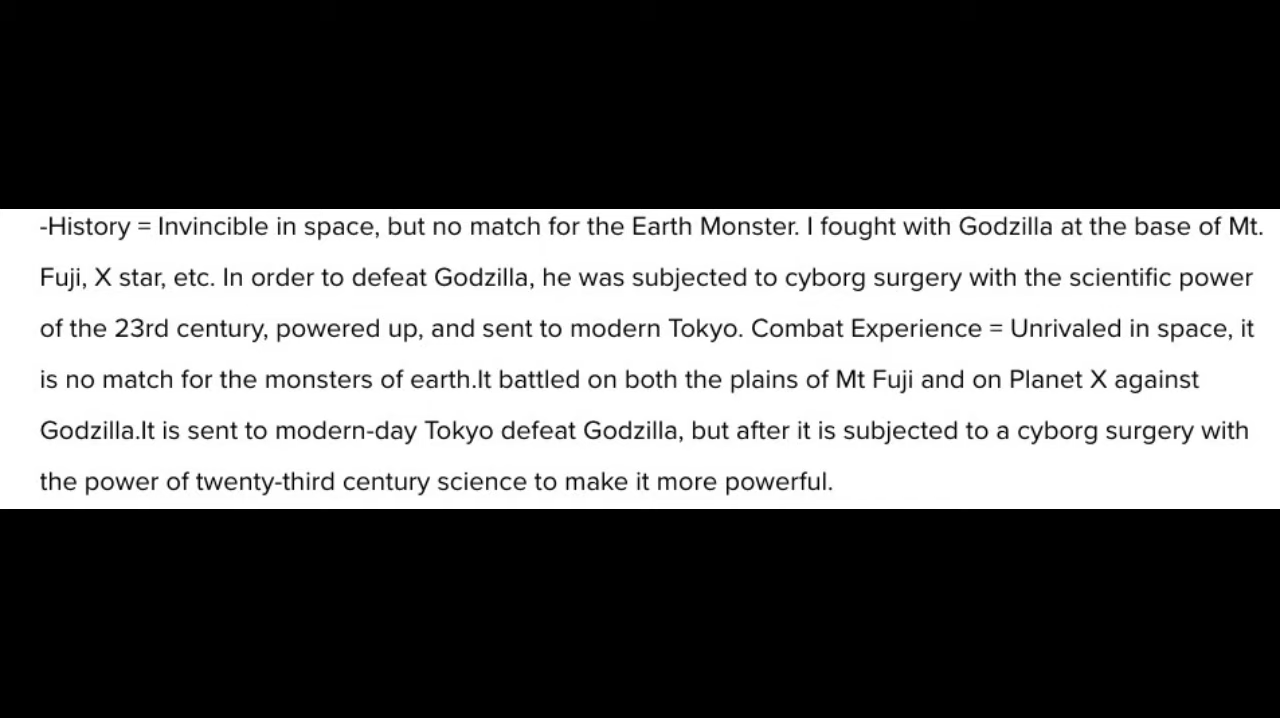 -History = Invincible in space, but no match for the Earth Monster. I fought with Godzilla at the base of Mt.
Fuji, X star, etc. In order to defeat Godzilla, he was subjected to cyborg surgery with the scientific power
of the 23rd century, powered up, and sent to modern Tokyo. Combat Experience = Unrivaled in space, it
is no match for the monsters of earth.It battled on both the plains of Mt Fuji and on Planet X against
Godzilla.It is sent to modern-day Tokyo defeat Godzilla, but after it is subjected to a cyborg surgery with
the power of twenty-third century science to make it more powerful.